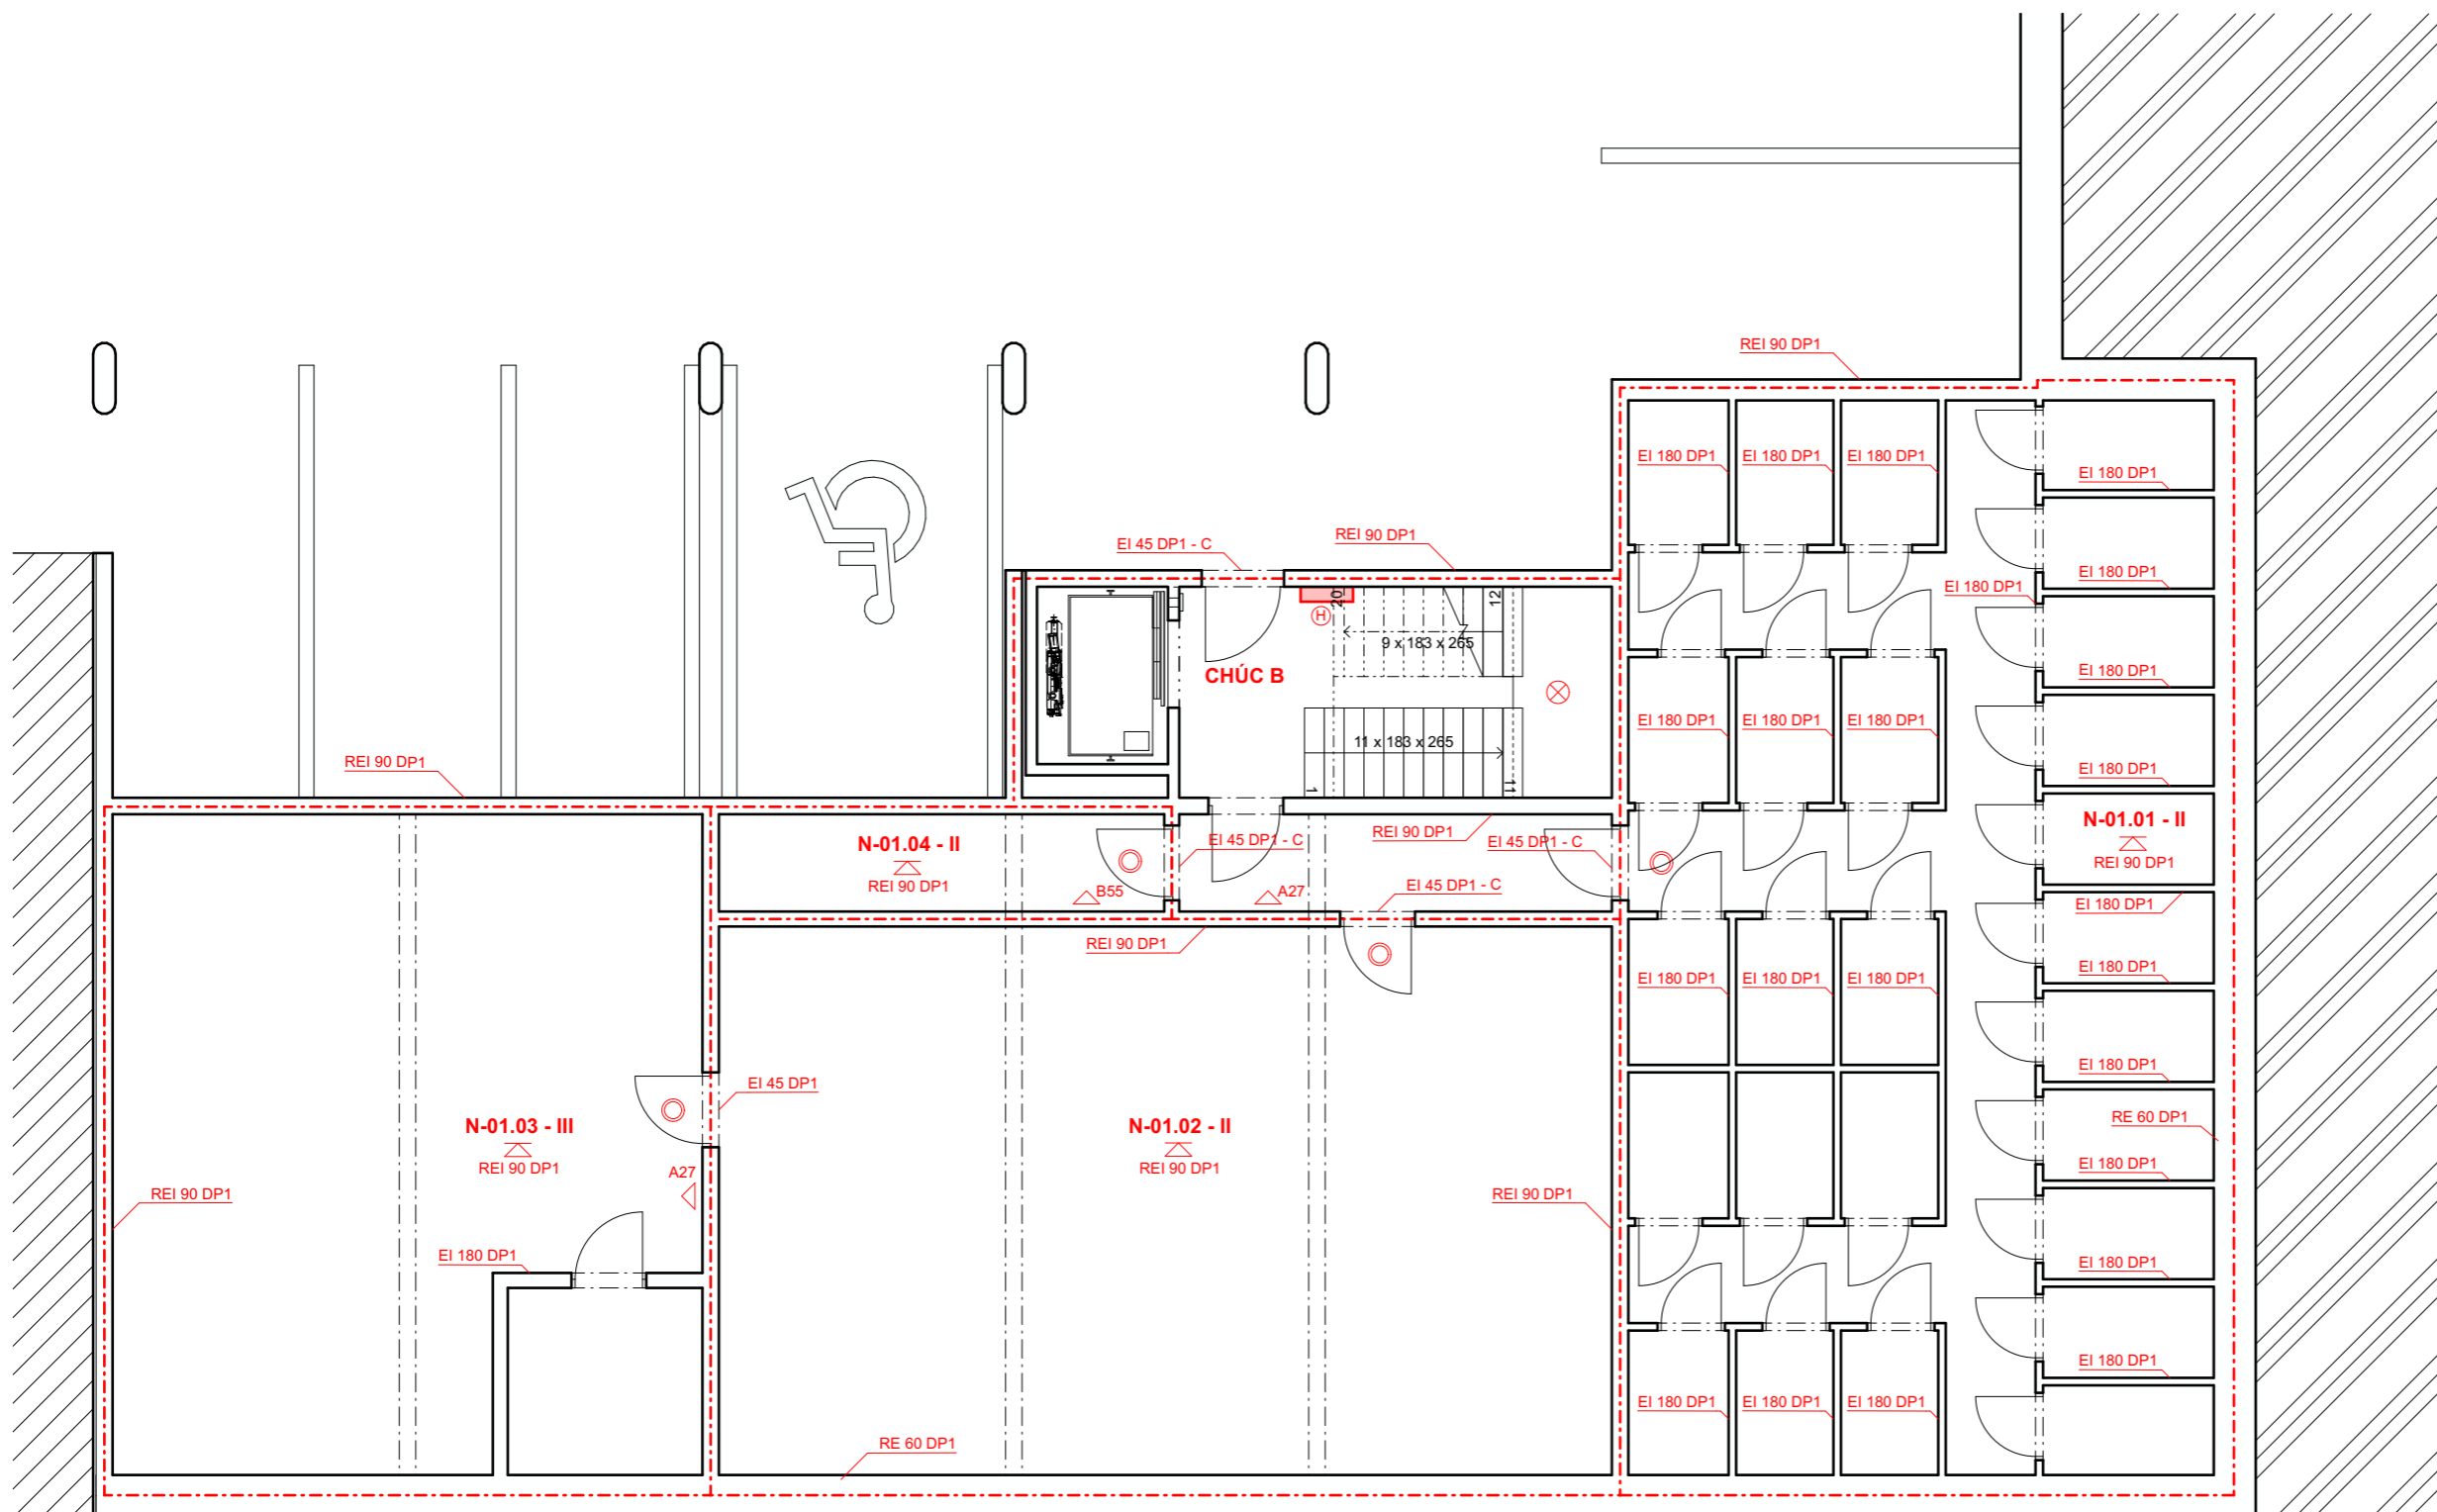 REI 90 DP1
EI 180 DP1
EI 180 DP1
EI 180 DP1
EI 180 DP1
EI 45 DP1 - C
REI 90 DP1
EI 180 DP1
EI 180 DP1
20
12
H
9 x 183 x 265
CHÚC B
EI 180 DP1
EI 180 DP1
EI 180 DP1
EI 180 DP1
11 x 183 x 265
REI 90 DP1
EI 180 DP1
1
11
N-01.04 - II
REI 90 DP1
EI 45 DP1 - C
REI 90 DP1
EI 45 DP1 - C
N-01.01 - II
REI 90 DP1
B55
A27
EI 45 DP1 - C
EI 180 DP1
REI 90 DP1
EI 180 DP1
EI 180 DP1
EI 180 DP1
EI 180 DP1
EI 45 DP1
EI 180 DP1
N-01.03 - III
REI 90 DP1
N-01.02 - II
REI 90 DP1
RE 60 DP1
EI 180 DP1
A27
REI 90 DP1
REI 90 DP1
EI 180 DP1
EI 180 DP1
EI 180 DP1
EI 180 DP1
EI 180 DP1
EI 180 DP1
RE 60 DP1